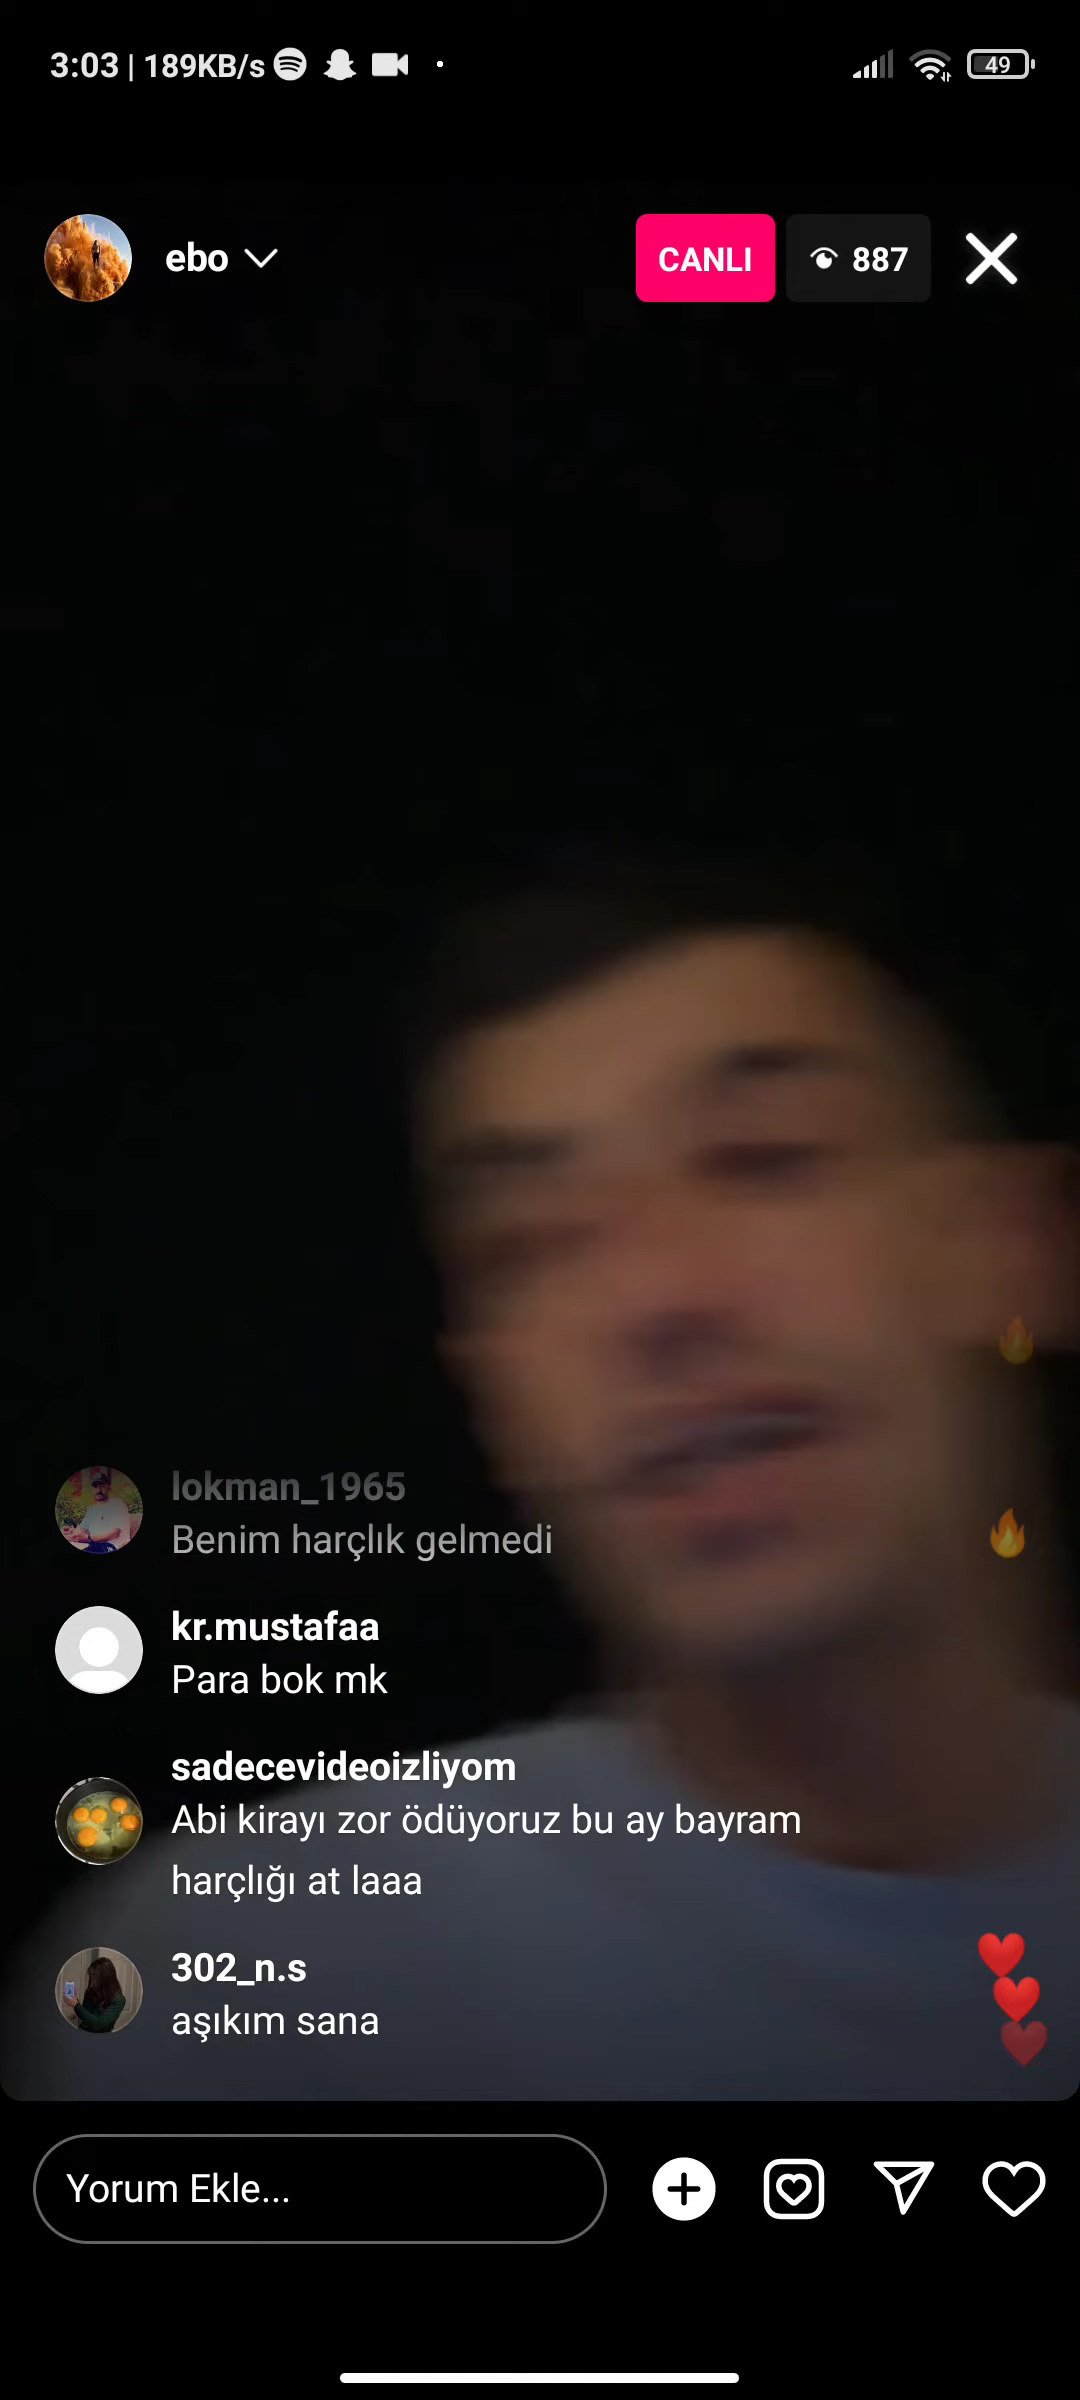 3:03 | 189KB/s
49
ebo
CANLI
887
lokman_1965
Benim harçlık gelmedi
kr.mustafaa
Para bok mk
sadecevideoizliyom
Abi kirayı zor ödüyoruz bu ay bayram
harçlığı at laaa
302_n.s
aşıkım sana
Yorum Ekle...